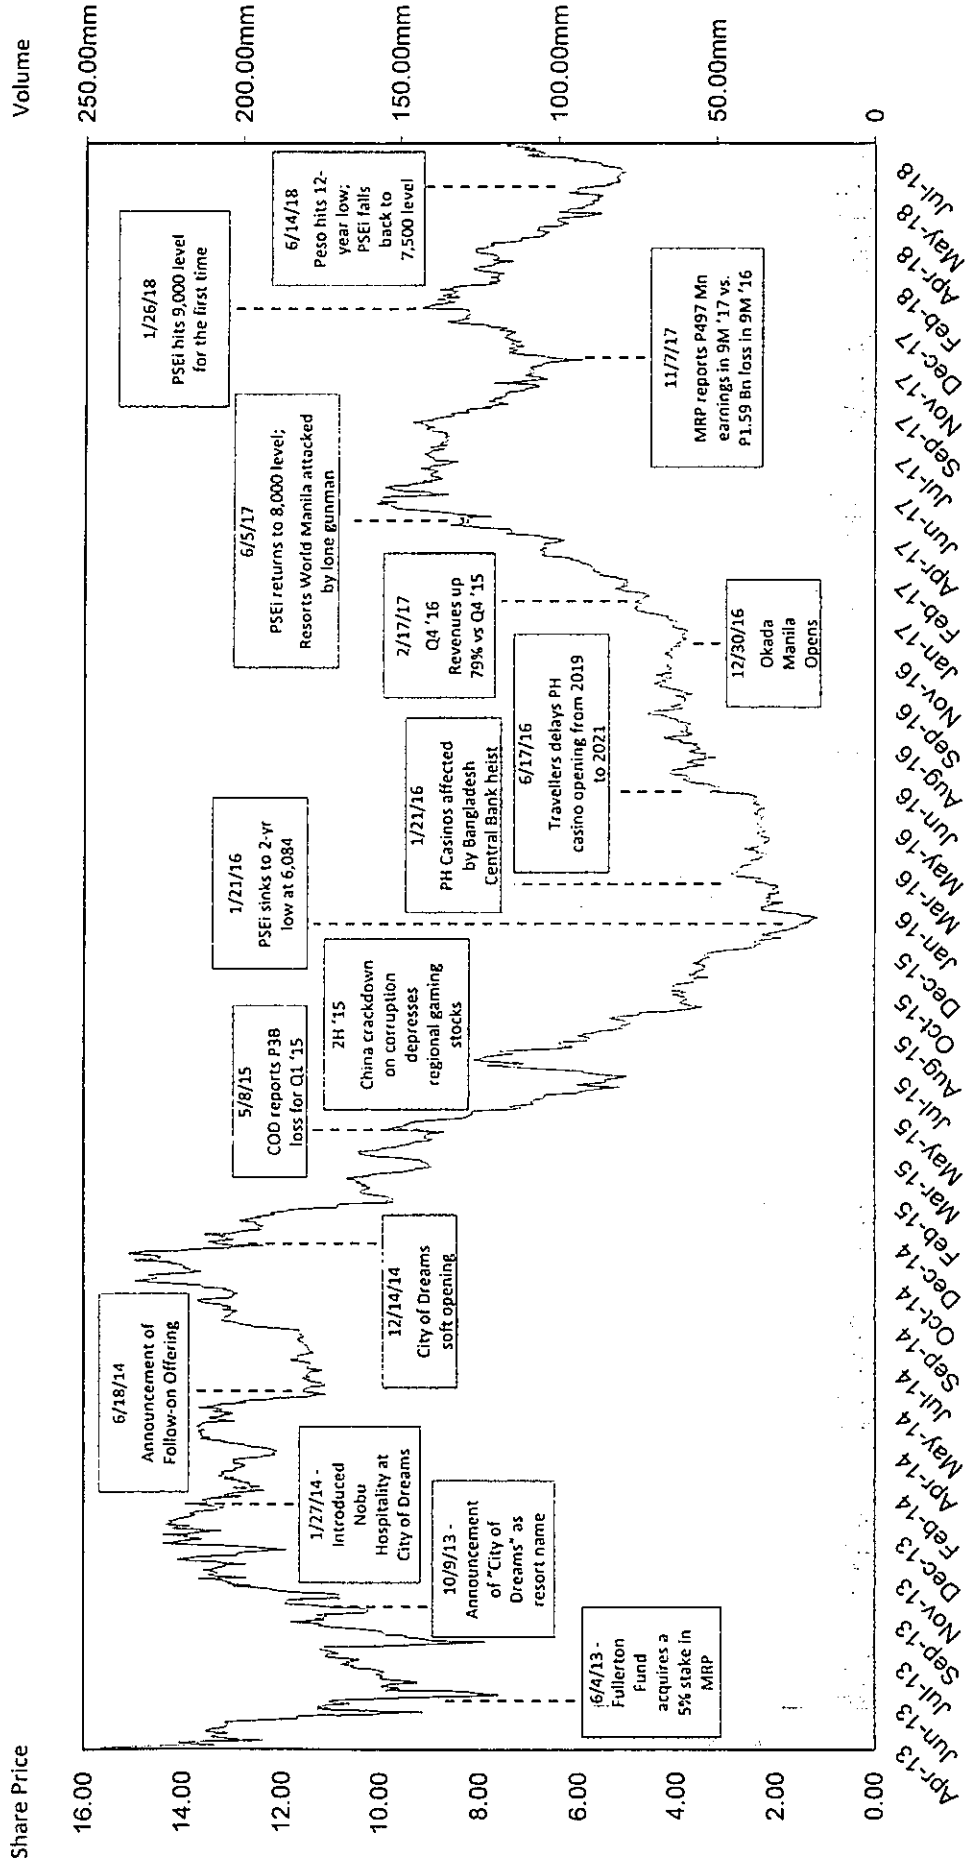 Share Price
Volume
16.00
14.00
12.00
10.00
8.00
6.00
4.00
2.00
0.00
250.00mm
200.00mm
150.00mm
100.00mm
50.00mm
0
6/4/13 -
Fullerton
Fund
acquires a
5% stake in
MRP
10/9/13 -
Announcement
of "City of
Dreams" as
resort name
1/27/14 -
Introduced
Nobu
Hospitality at
City of Dreams
6/18/14
Announcement of
Follow-on Offering
12/14/14
City of Dreams
soft opening
5/8/15
COD reports P3B
loss for Q1 '15
2H '15
China crackdown
on corruption
depresses
regional gaming
stocks
1/21/16
PSEi sinks to 2-yr
low at 6,084
1/21/16
PH Casinos affected
by Bangladesh
Central Bank heist
6/17/16
Travellers delays PH
casino opening from 2019
to 2021
12/30/16
Okada
Manila
Opens
2/17/17
Q4 '16
Revenues up
79% vs Q4 '15
6/5/17
PSEi returns to 8,000 level;
Resorts World Manila attacked
by lone gunman
11/7/17
MRP reports P497 Mn
earnings in 9M '17 vs.
P1.59 Bn loss in 9M '16
1/26/18
PSEi hits 9,000 level
for the first time
6/14/18
Peso hits 12-
year low;
PSEi falls
back to
7,500 level
Apr-13
Jun-13
Jul-13
Sep-13
Nov-13
Dec-13
Feb-14
Apr-14
May-14
Jul-14
Sep-14
Oct-14
Dec-14
Feb-15
Mar-15
May-15
Jul-15
Aug-15
Oct-15
Dec-15
Jan-16
Mar-16
May-16
Jun-16
Aug-16
Sep-16
Nov-16
Jan-17
Feb-17
Apr-17
Jun-17
Jul-17
Sep-17
Nov-17
Dec-17
Feb-18
Apr-18
May-18
Jul-18